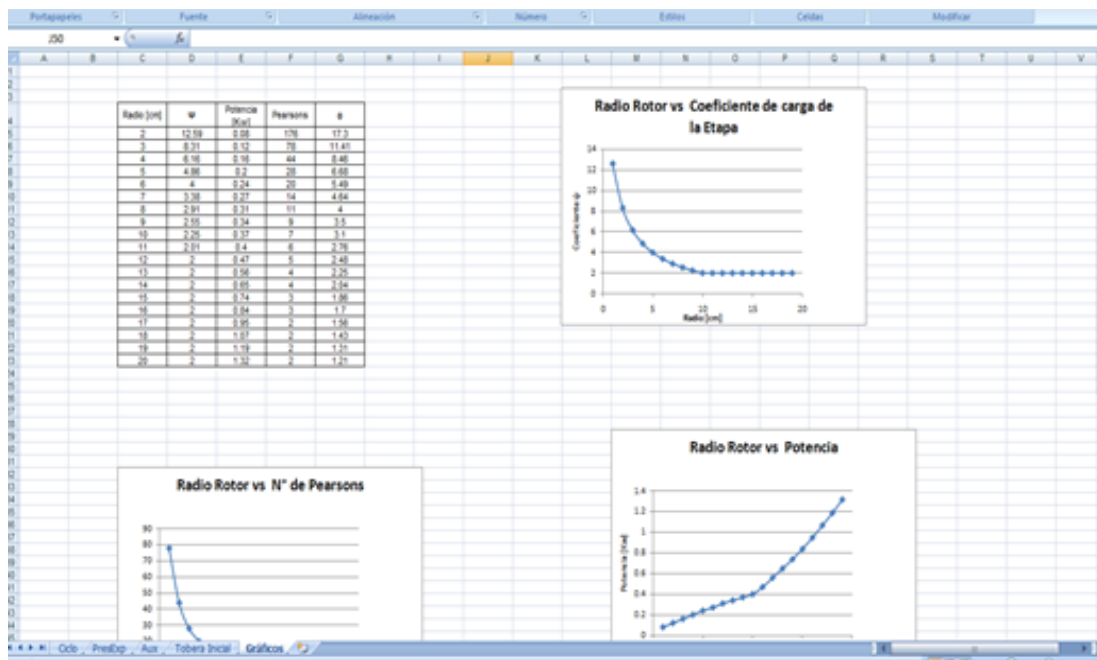 Portapapeles Fuente Alineación Número Estilos Celdas Modificar
J50 fx
A B C D E F G H I J K L M N O P Q R S T U V
Radio [cm] Ψ Potencia [Kw] Pearsons
2 12.59 0.08 176 17.3
3 8.31 0.12 78 11.41
4 6.16 0.16 44 8.46
5 4.86 0.2 28 6.68
6 4 0.24 20 5.49
7 3.38 0.27 14 4.64
8 2.91 0.31 11 4
9 2.55 0.34 9 3.5
10 2.25 0.37 7 3.1
11 2.01 0.4 6 2.76
12 2 0.47 5 2.48
13 2 0.56 4 2.25
14 2 0.65 4 2.04
15 2 0.74 3 1.86
16 2 0.84 3 1.7
17 2 0.95 2 1.56
18 2 1.07 2 1.43
19 2 1.19 2 1.31
20 2 1.32 2 1.21
Radio Rotor vs Coeficiente de carga de
la Etapa
Coeficiente ψ
14
12
10
8
6
4
2
0
0 5 10 15 20
Radio [cm]
Radio Rotor vs N° de Pearsons
90
80
70
60
50
40
30
20
Radio Rotor vs Potencia
Potencia [Kw]
1.4
1.2
1
0.8
0.6
0.4
0.2
0
Ciclo PresExp Aux Tobera Inicial Gráficos